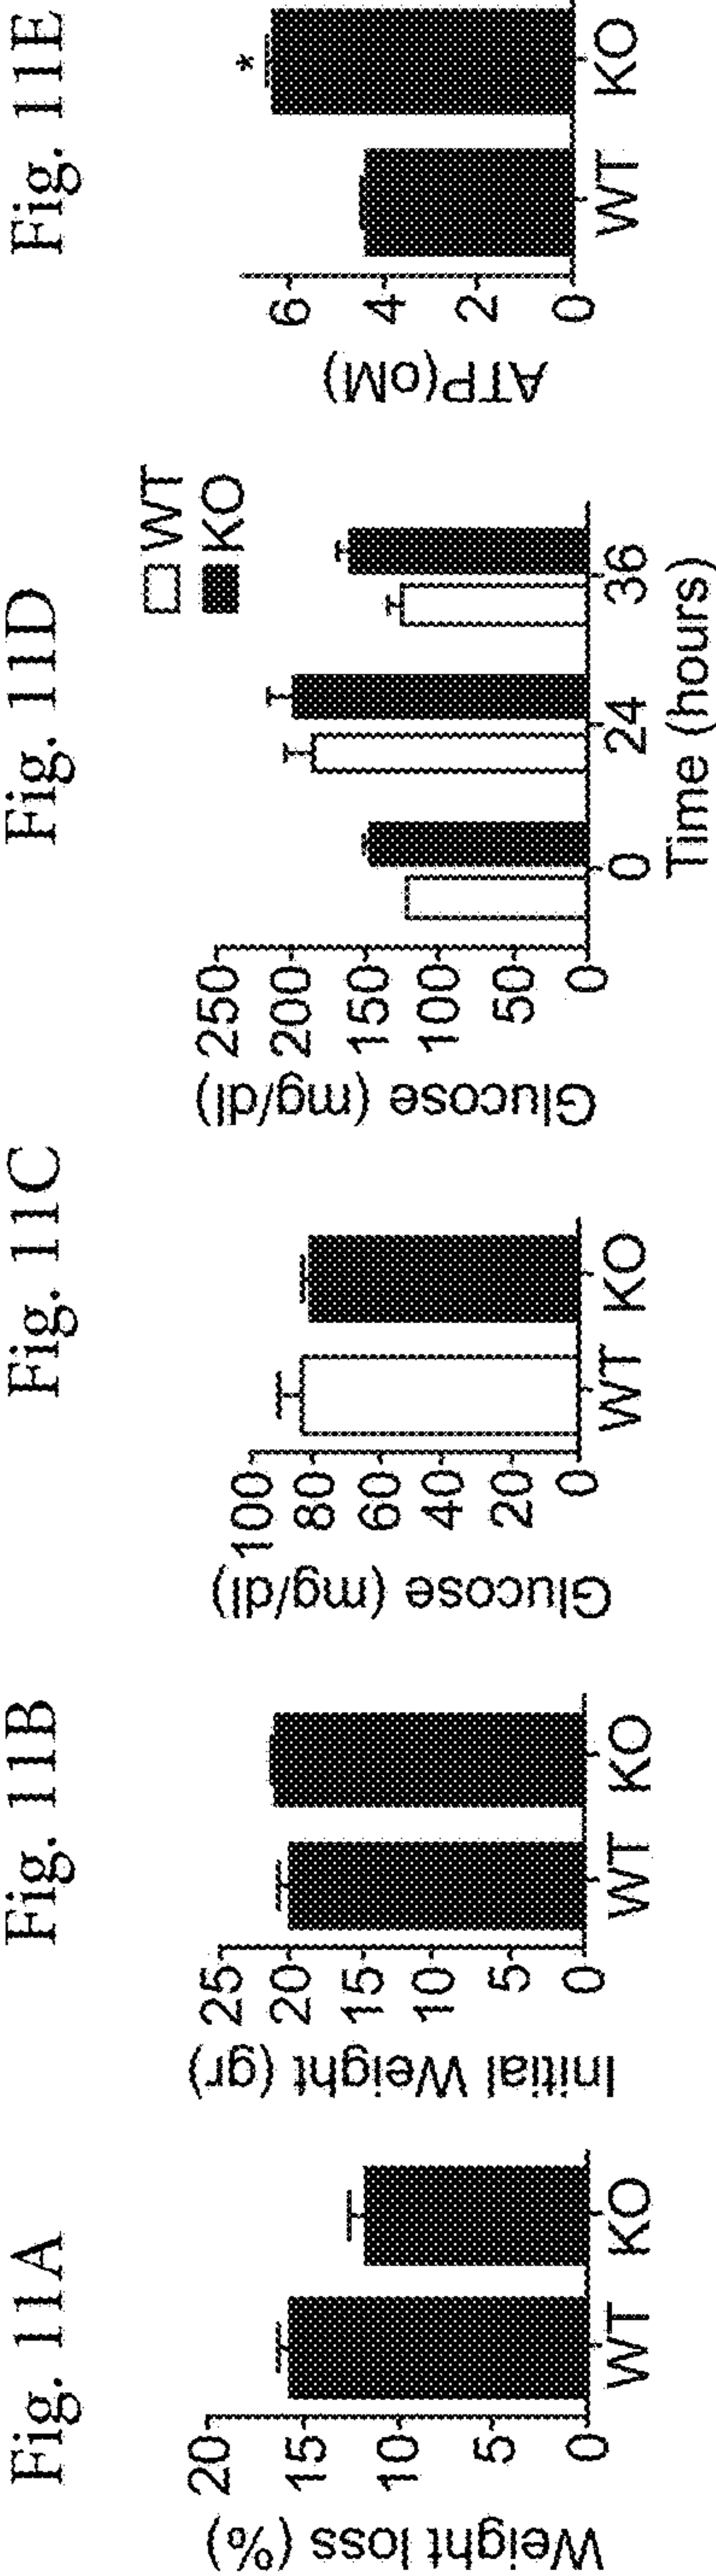 Fig. 11A
Weight loss (%)
20
15
10
5
0
WT KO
Fig. 11B
Initial Weight (gr)
25
20
15
10
5
0
WT KO
Fig. 11C
Glucose (mg/dl)
100
80
60
40
20
0
WT KO
Fig. 11D
Glucose (mg/dl)
250
200
150
100
50
0
0 24 36
Time (hours)
WT
KO
Fig. 11E
ATP(oM)
6
4
2
0
*
WT KO